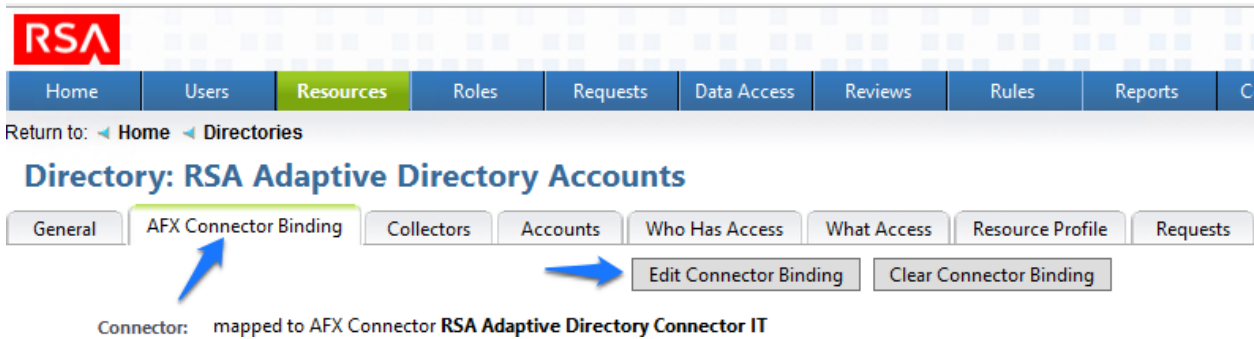 RSA
Home Users Resources Roles Requests Data Access Reviews Rules Reports
Return to: Home Directories
Directory: RSA Adaptive Directory Accounts
General AFX Connector Binding Collectors Accounts Who Has Access What Access Resource Profile Requests
Edit Connector Binding Clear Connector Binding
Connector: mapped to AFX Connector RSA Adaptive Directory Connector IT